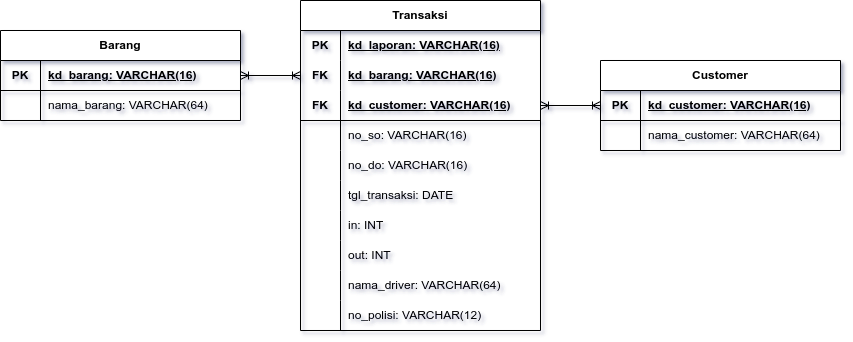 Barang
PK kd_barang: VARCHAR(16)
nama_barang: VARCHAR(64)
Transaksi
PK kd_laporan: VARCHAR(16)
FK kd_barang: VARCHAR(16)
FK kd_customer: VARCHAR(16)
no_so: VARCHAR(16)
no_do: VARCHAR(16)
tgl_transaksi: DATE
in: INT
out: INT
nama_driver: VARCHAR(64)
no_polisi: VARCHAR(12)
Customer
PK kd_customer: VARCHAR(16)
nama_customer: VARCHAR(64)